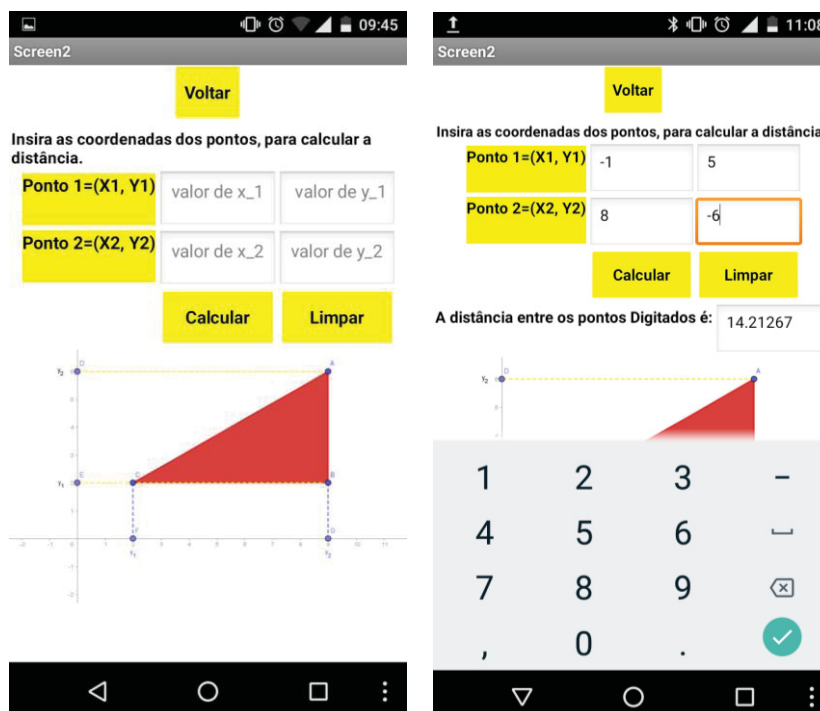 09:45
Screen2
Voltar
Insira as coordenadas dos pontos, para calcular a
distância.
Ponto 1=(X1, Y1) valor de x_1 valor de y_1
Ponto 2=(X2, Y2) valor de x_2 valor de y_2
Calcular Limpar
11:08
Screen2
Voltar
Insira as coordenadas dos pontos, para calcular a distância
Ponto 1=(X1, Y1) -1 5
Ponto 2=(X2, Y2) 8 -6
Calcular Limpar
A distância entre os pontos Digitados é: 14.21267
1 2 3 -
4 5 6
7 8 9
, 0 .